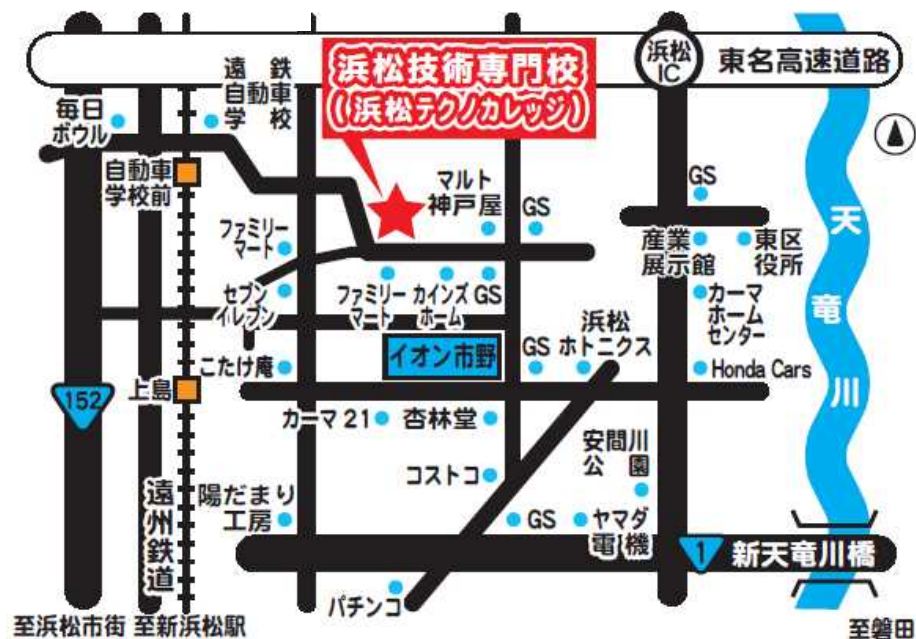 浜松
IC
東名高速道路
浜松技術専門校
(浜松テクノカレッジ)
遠鉄
自動車
学校
毎日
ボウル
自動車
学校前
マルト
神戸屋
GS
GS
ファミリー
マート
産業
展示館
東区
役所
天竜川
セブン
イレブン
ファミリー
マート
カインズ
ホーム
GS
カーマ
ホーム
センター
浜松
ホトニクス
イオン市野
GS
こたけ庵
Honda Cars
上島
152
カーマ 21
杏林堂
安間川
公園
コストコ
遠州鉄道
陽だまり
工房
GS
ヤマダ
電機
1
新天竜川橋
パチンコ
至浜松市街
至新浜松駅
至磐田